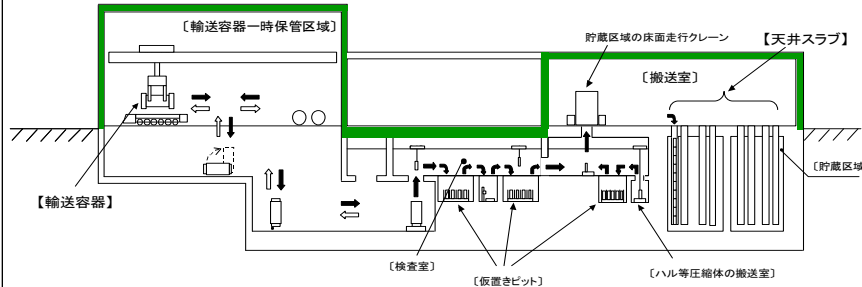 〔輸送容器一時保管区域〕
貯蔵区域の床面走行クレーン
【天井スラブ】
〔搬送室〕
〔貯蔵区域
【輸送容器】
〔検査室〕
〔仮置きピット〕
〔ハル等圧縮体の搬送室〕